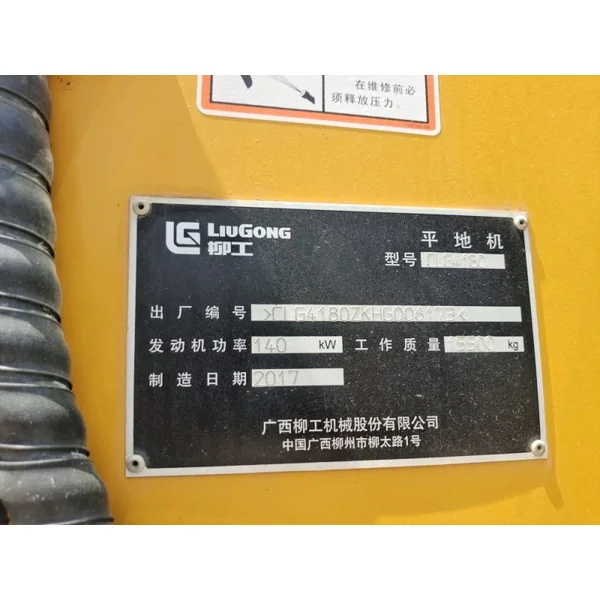 在维修前必
须释放压力.
LIUGONG
柳工
平地机
型号 CLG4180
出厂编号 >CLG4180ZKHG006173<
发动机功率 140 kW 工作质量 15500 kg
制造日期 2017
广西柳工机械股份有限公司
中国广西柳州市柳太路1号